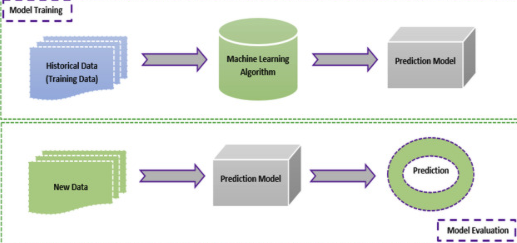 Model Training
Historical Data
(Training Data)
Machine Learning
Algorithm
Prediction Model
New Data
Prediction Model
Prediction
Model Evaluation